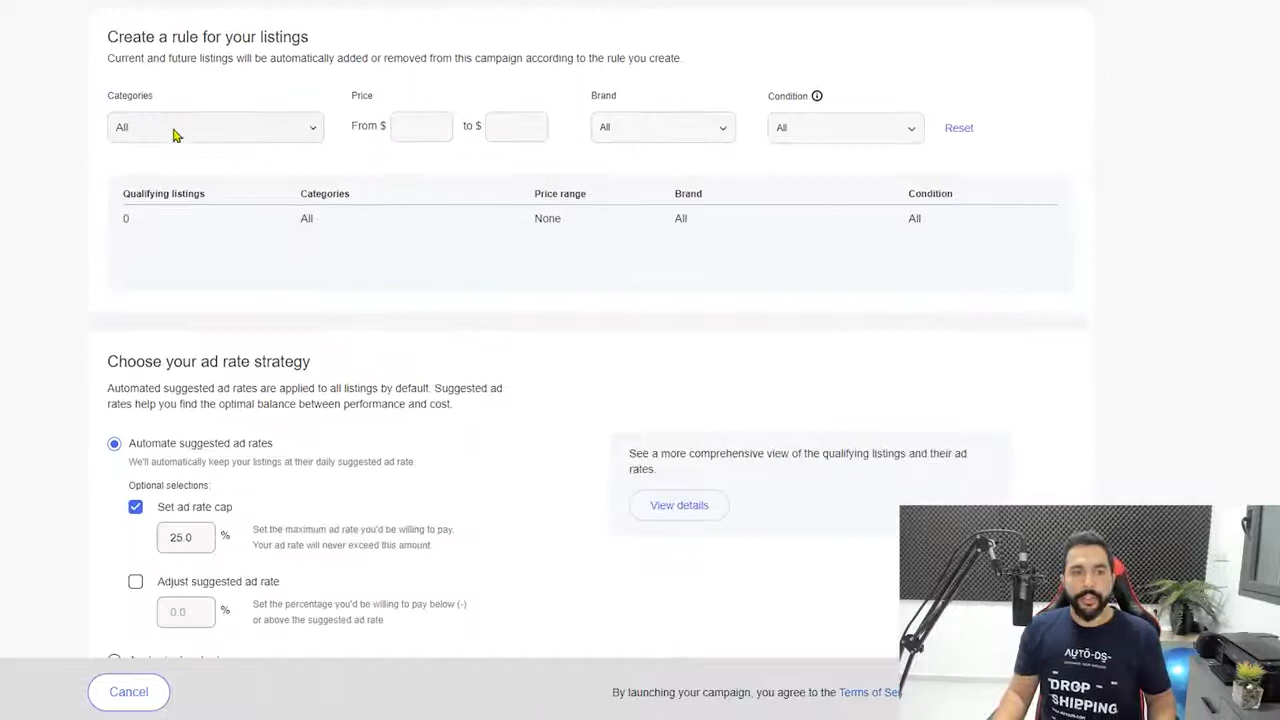 Create a rule for your listings
Current and future listings will be automatically added or removed from this campaign according to the rule you create.
Categories
Price
Brand
Condition
All
From $
to $
All
All
Reset
Qualifying listings
Categories
Price range
Brand
Condition
0
All
None
All
All
Choose your ad rate strategy
Automated suggested ad rates are applied to all listings by default. Suggested ad
rates help you find the optimal balance between performance and cost.
Automate suggested ad rates
We'll automatically keep your listings at their daily suggested ad rate.
Optional selections:
Set ad rate cap
25.0
%
Set the maximum ad rate you'd be willing to pay.
Your ad rate will never exceed this amount.
Adjust suggested ad rate
0.0
%
Set the percentage you'd be willing to pay below (-)
or above the suggested ad rate
See a more comprehensive view of the qualifying listings and their ad
rates.
View details
Cancel
By launching your campaign, you agree to the Terms of Se
AUTO-DS
DROP
SHIPPING